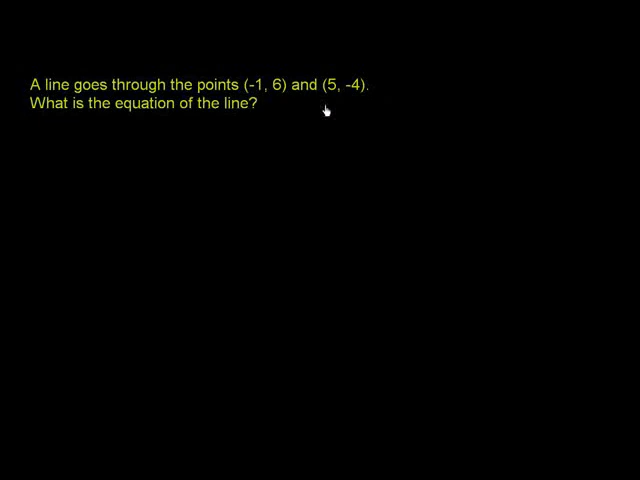 A line goes through the points (-1, 6) and (5, -4).
What is the equation of the line?